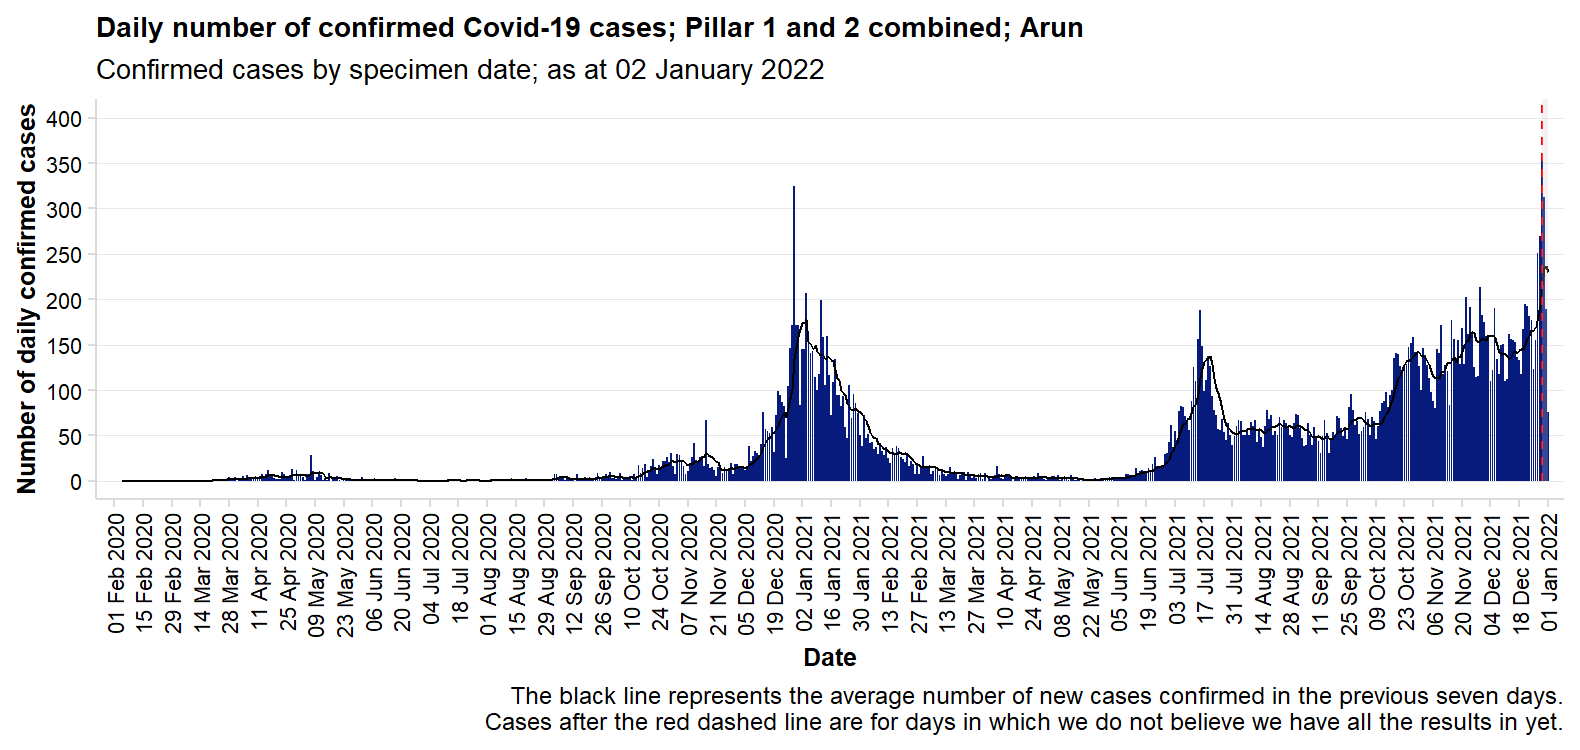 Daily number of confirmed Covid-19 cases; Pillar 1 and 2 combined; Arun
Confirmed cases by specimen date; as at 02 January 2022
Number of daily confirmed cases
400
350
300
250
200
150
100
50
0
01 Feb 2020
15 Feb 2020
29 Feb 2020
14 Mar 2020
28 Mar 2020
11 Apr 2020
25 Apr 2020
09 May 2020
23 May 2020
06 Jun 2020
20 Jun 2020
04 Jul 2020
18 Jul 2020
01 Aug 2020
15 Aug 2020
29 Aug 2020
12 Sep 2020
26 Sep 2020
10 Oct 2020
24 Oct 2020
07 Nov 2020
21 Nov 2020
05 Dec 2020
19 Dec 2020
02 Jan 2021
16 Jan 2021
30 Jan 2021
13 Feb 2021
27 Feb 2021
13 Mar 2021
27 Mar 2021
10 Apr 2021
24 Apr 2021
08 May 2021
22 May 2021
05 Jun 2021
19 Jun 2021
03 Jul 2021
17 Jul 2021
31 Jul 2021
14 Aug 2021
28 Aug 2021
11 Sep 2021
25 Sep 2021
09 Oct 2021
23 Oct 2021
06 Nov 2021
20 Nov 2021
04 Dec 2021
18 Dec 2021
01 Jan 2022
Date
The black line represents the average number of new cases confirmed in the previous seven days.
Cases after the red dashed line are for days in which we do not believe we have all the results in yet.